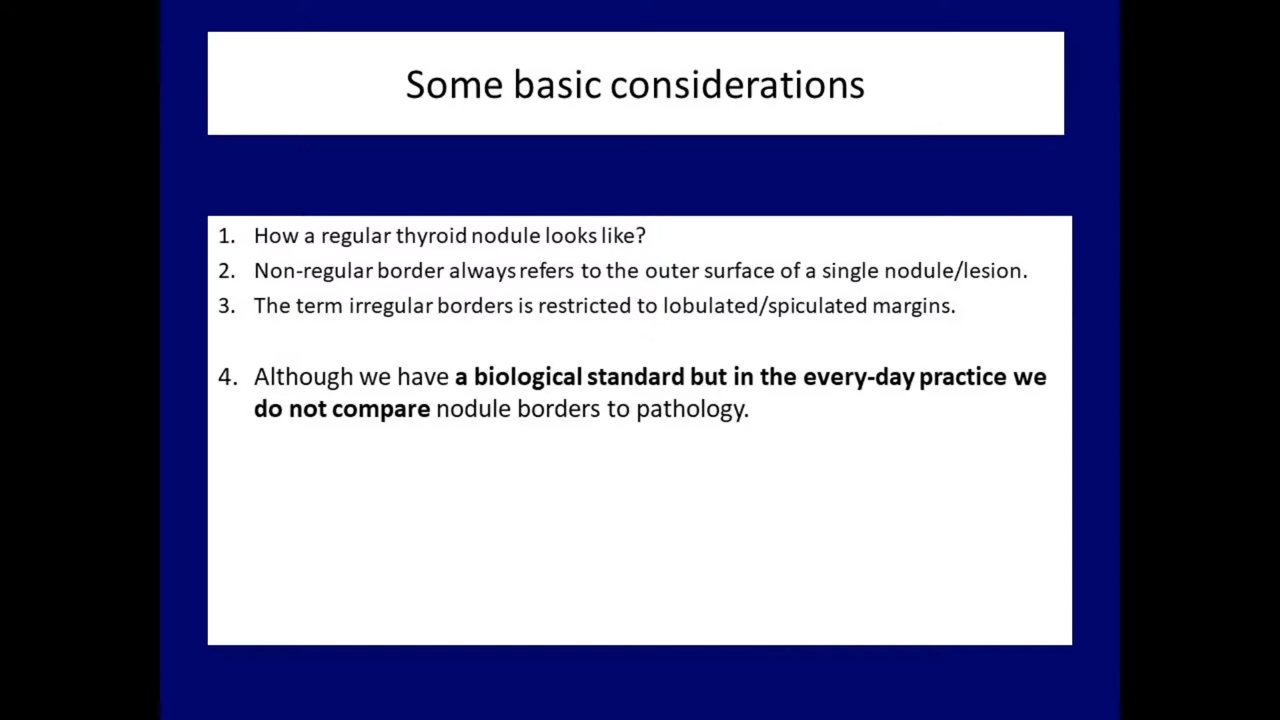 Some basic considerations
1. How a regular thyroid nodule looks like?
2. Non-regular border always refers to the outer surface of a single nodule/lesion.
3. The term irregular borders is restricted to lobulated/spiculated margins.
4. Although we have a biological standard but in the every-day practice we
do not compare nodule borders to pathology.